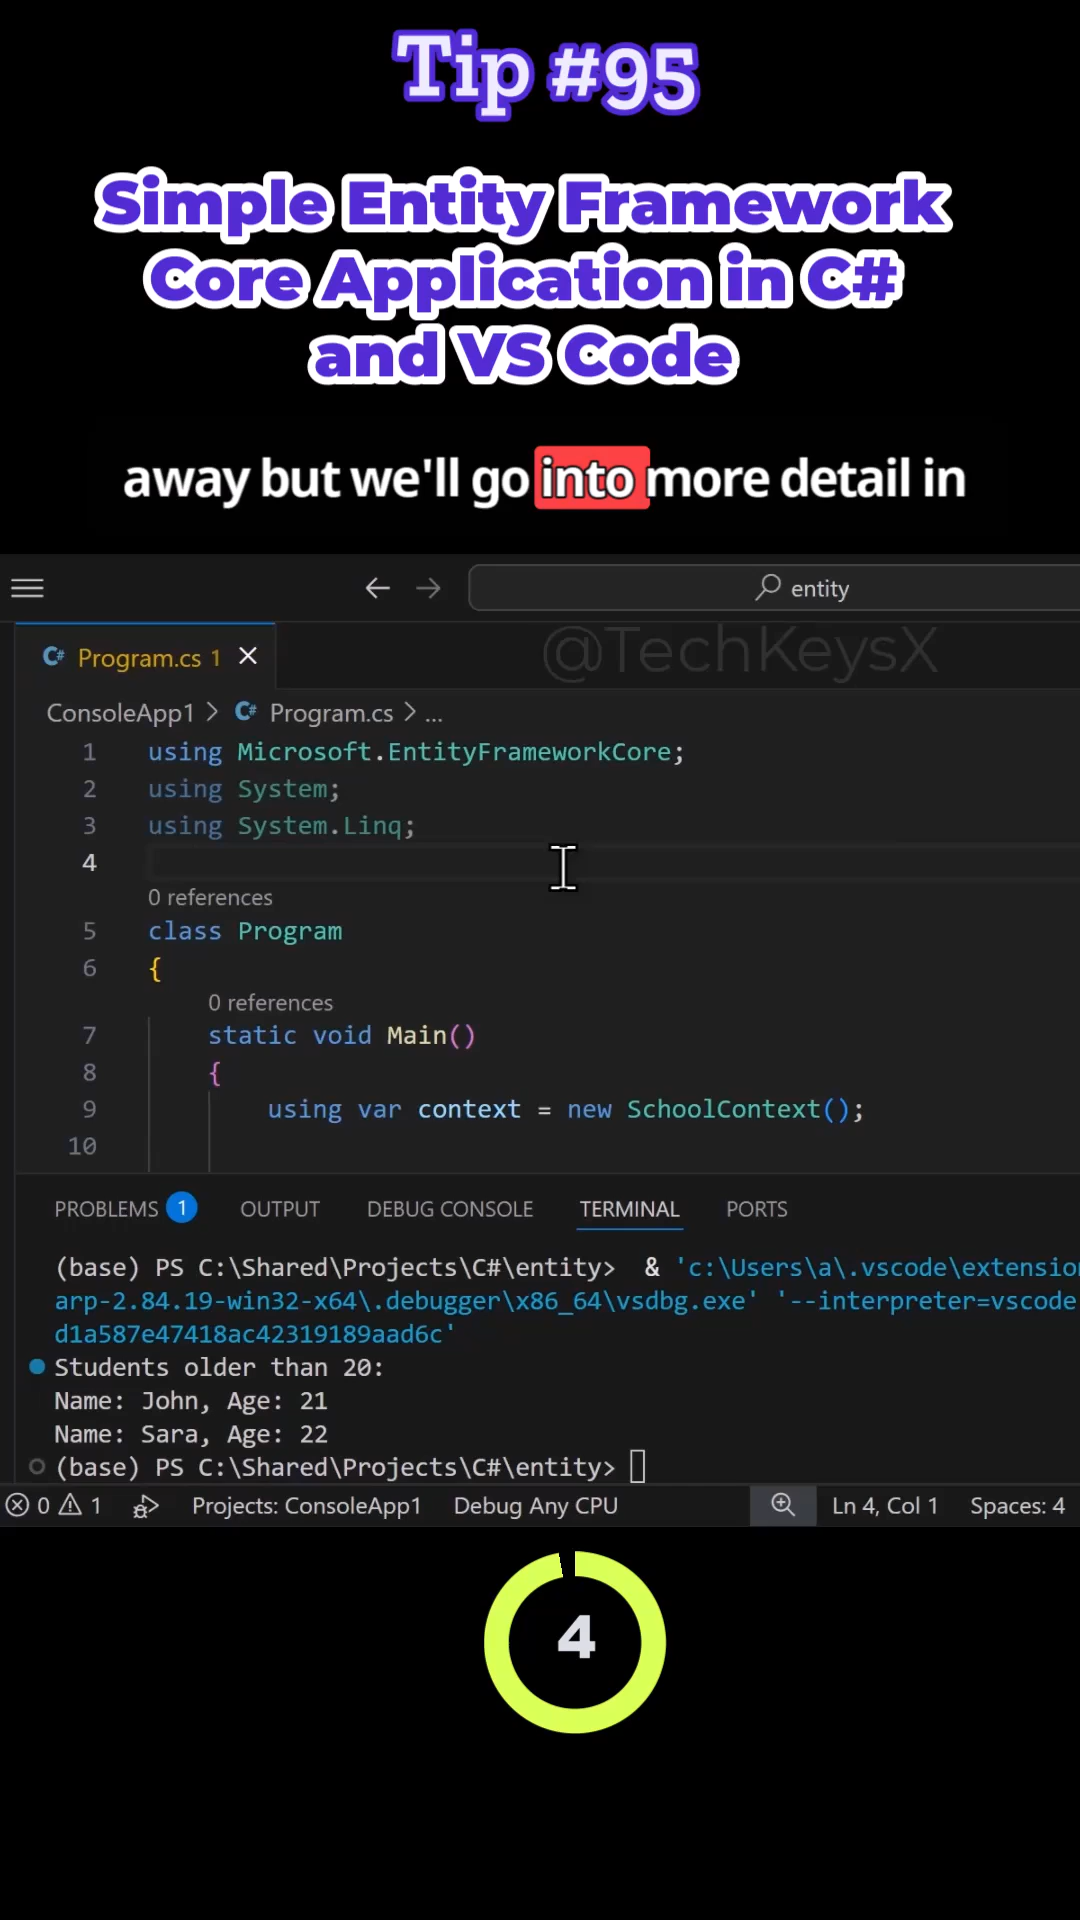 Tip #95
Simple Entity Framework
Core Application in C#
and VS Code
away but we'll go into more detail in
entity
@TechKeysX
C# Program.cs 1
ConsoleApp1 > C# Program.cs > ...
1 using Microsoft.EntityFrameworkCore;
2 using System;
3 using System.Linq;
4
0 references
5 class Program
6 {
0 references
7 static void Main()
8 {
9 using var context = new SchoolContext();
10
PROBLEMS 1 OUTPUT DEBUG CONSOLE TERMINAL PORTS
(base) PS C:\Shared\Projects\C#\entity> & 'c:\Users\a\.vscode\extensio
arp-2.84.19-win32-x64\.debugger\x86_64\vsdbg.exe' '--interpreter=vscode
d1a587e47418ac42319189aad6c'
Students older than 20:
Name: John, Age: 21
Name: Sara, Age: 22
(base) PS C:\Shared\Projects\C#\entity>
0 1 Projects: ConsoleApp1 Debug Any CPU Ln 4, Col 1 Spaces: 4
4